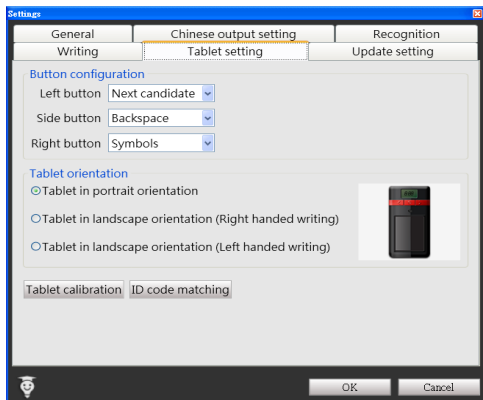 Settings
General Chinese output setting Recognition
Writing Tablet setting Update setting
Button configuration
Left button Next candidate
Side button Backspace
Right button Symbols
Tablet orientation
Tablet in portrait orientation
Tablet in landscape orientation (Right handed writing)
Tablet in landscape orientation (Left handed writing)
Tablet calibration ID code matching
OK Cancel